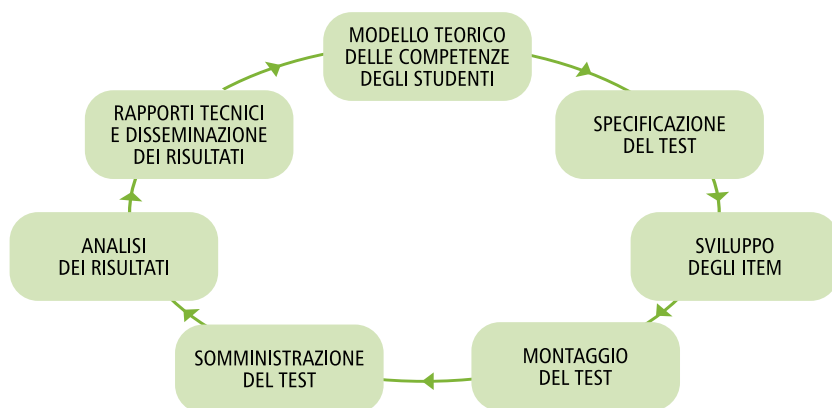 MODELLO TEORICO
DELLE COMPETENZE
DEGLI STUDENTI
SPECIFICAZIONE
DEL TEST
SVILUPPO
DEGLI ITEM
MONTAGGIO
DEL TEST
SOMMINISTRAZIONE
DEL TEST
ANALISI
DEI RISULTATI
RAPPORTI TECNICI
E DISSEMINAZIONE
DEI RISULTATI